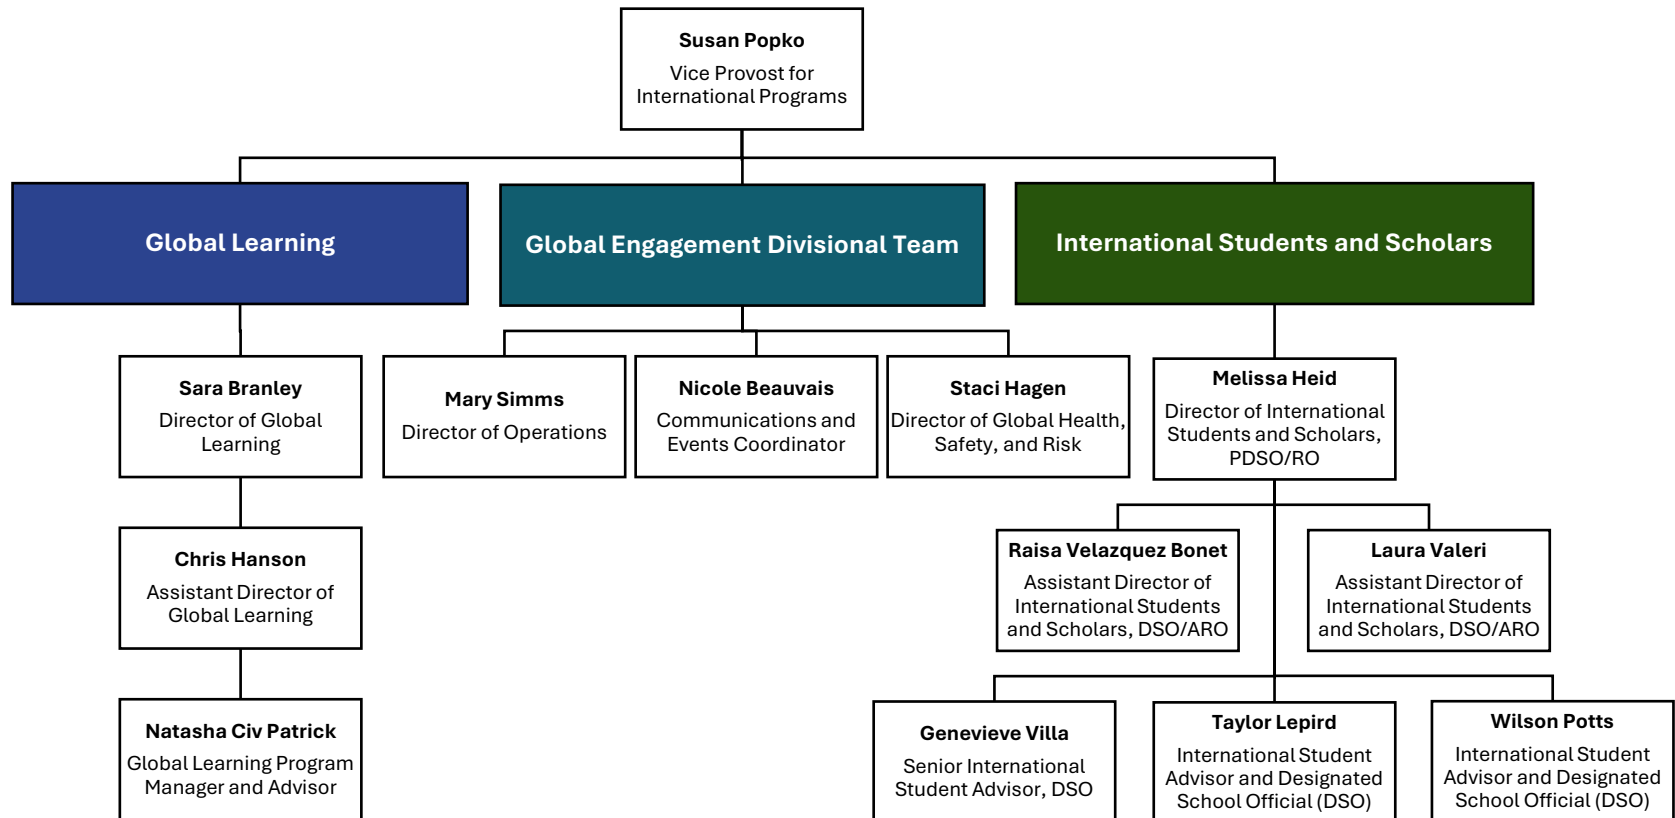 Susan Popko
Vice Provost for
International Programs
Global Learning
Global Engagement Divisional Team
International Students and Scholars
Sara Branley
Director of Global
Learning
Mary Simms
Director of Operations
Nicole Beauvais
Communications and
Events Coordinator
Staci Hagen
Director of Global Health,
Safety, and Risk
Melissa Heid
Director of International
Students and Scholars,
PDSO/RO
Chris Hanson
Assistant Director of
Global Learning
Raisa Velazquez Bonet
Assistant Director of
International Students
and Scholars, DSO/ARO
Laura Valeri
Assistant Director of
International Students
and Scholars, DSO/ARO
Natasha Civ Patrick
Global Learning Program
Manager and Advisor
Genevieve Villa
Senior International
Student Advisor, DSO
Taylor Lepird
International Student
Advisor and Designated
School Official (DSO)
Wilson Potts
International Student
Advisor and Designated
School Official (DSO)